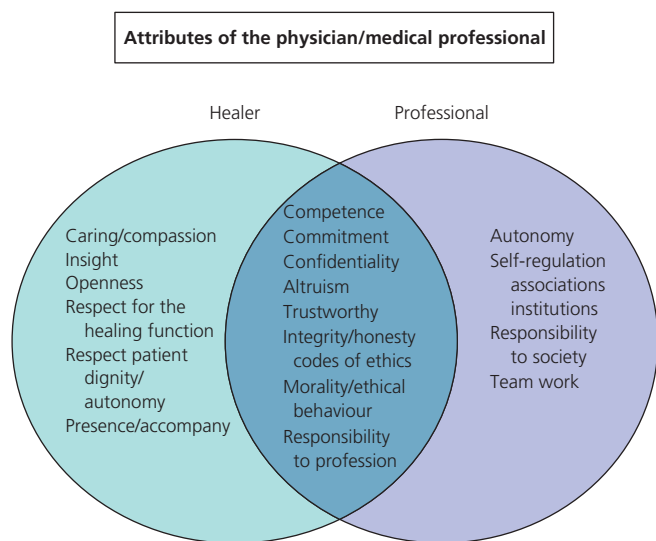 Attributes of the physician/medical professional
Healer
Professional
Caring/compassion
Insight
Openness
Respect for the
healing function
Respect patient
dignity/
autonomy
Presence/accompany
Competence
Commitment
Confidentiality
Altruism
Trustworthy
Integrity/honesty
codes of ethics
Morality/ethical
behaviour
Responsibility
to profession
Autonomy
Self-regulation
associations
institutions
Responsibility
to society
Team work